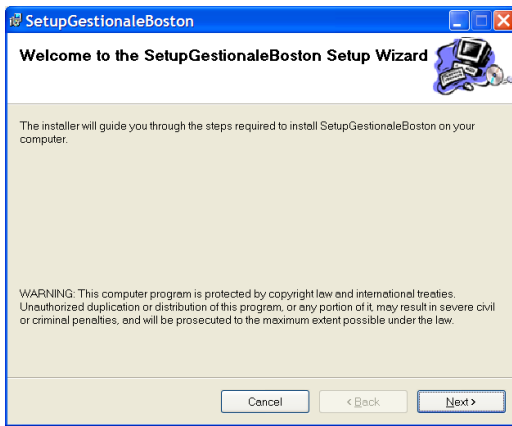 SetupGestionaleBoston
Welcome to the SetupGestionaleBoston Setup Wizard
The installer will guide you through the steps required to install SetupGestionaleBoston on your
computer.
WARNING: This computer program is protected by copyright law and international treaties.
Unauthorized duplication or distribution of this program, or any portion of it, may result in severe civil
or criminal penalties, and will be prosecuted to the maximum extent possible under the law.
Cancel < Back Next >